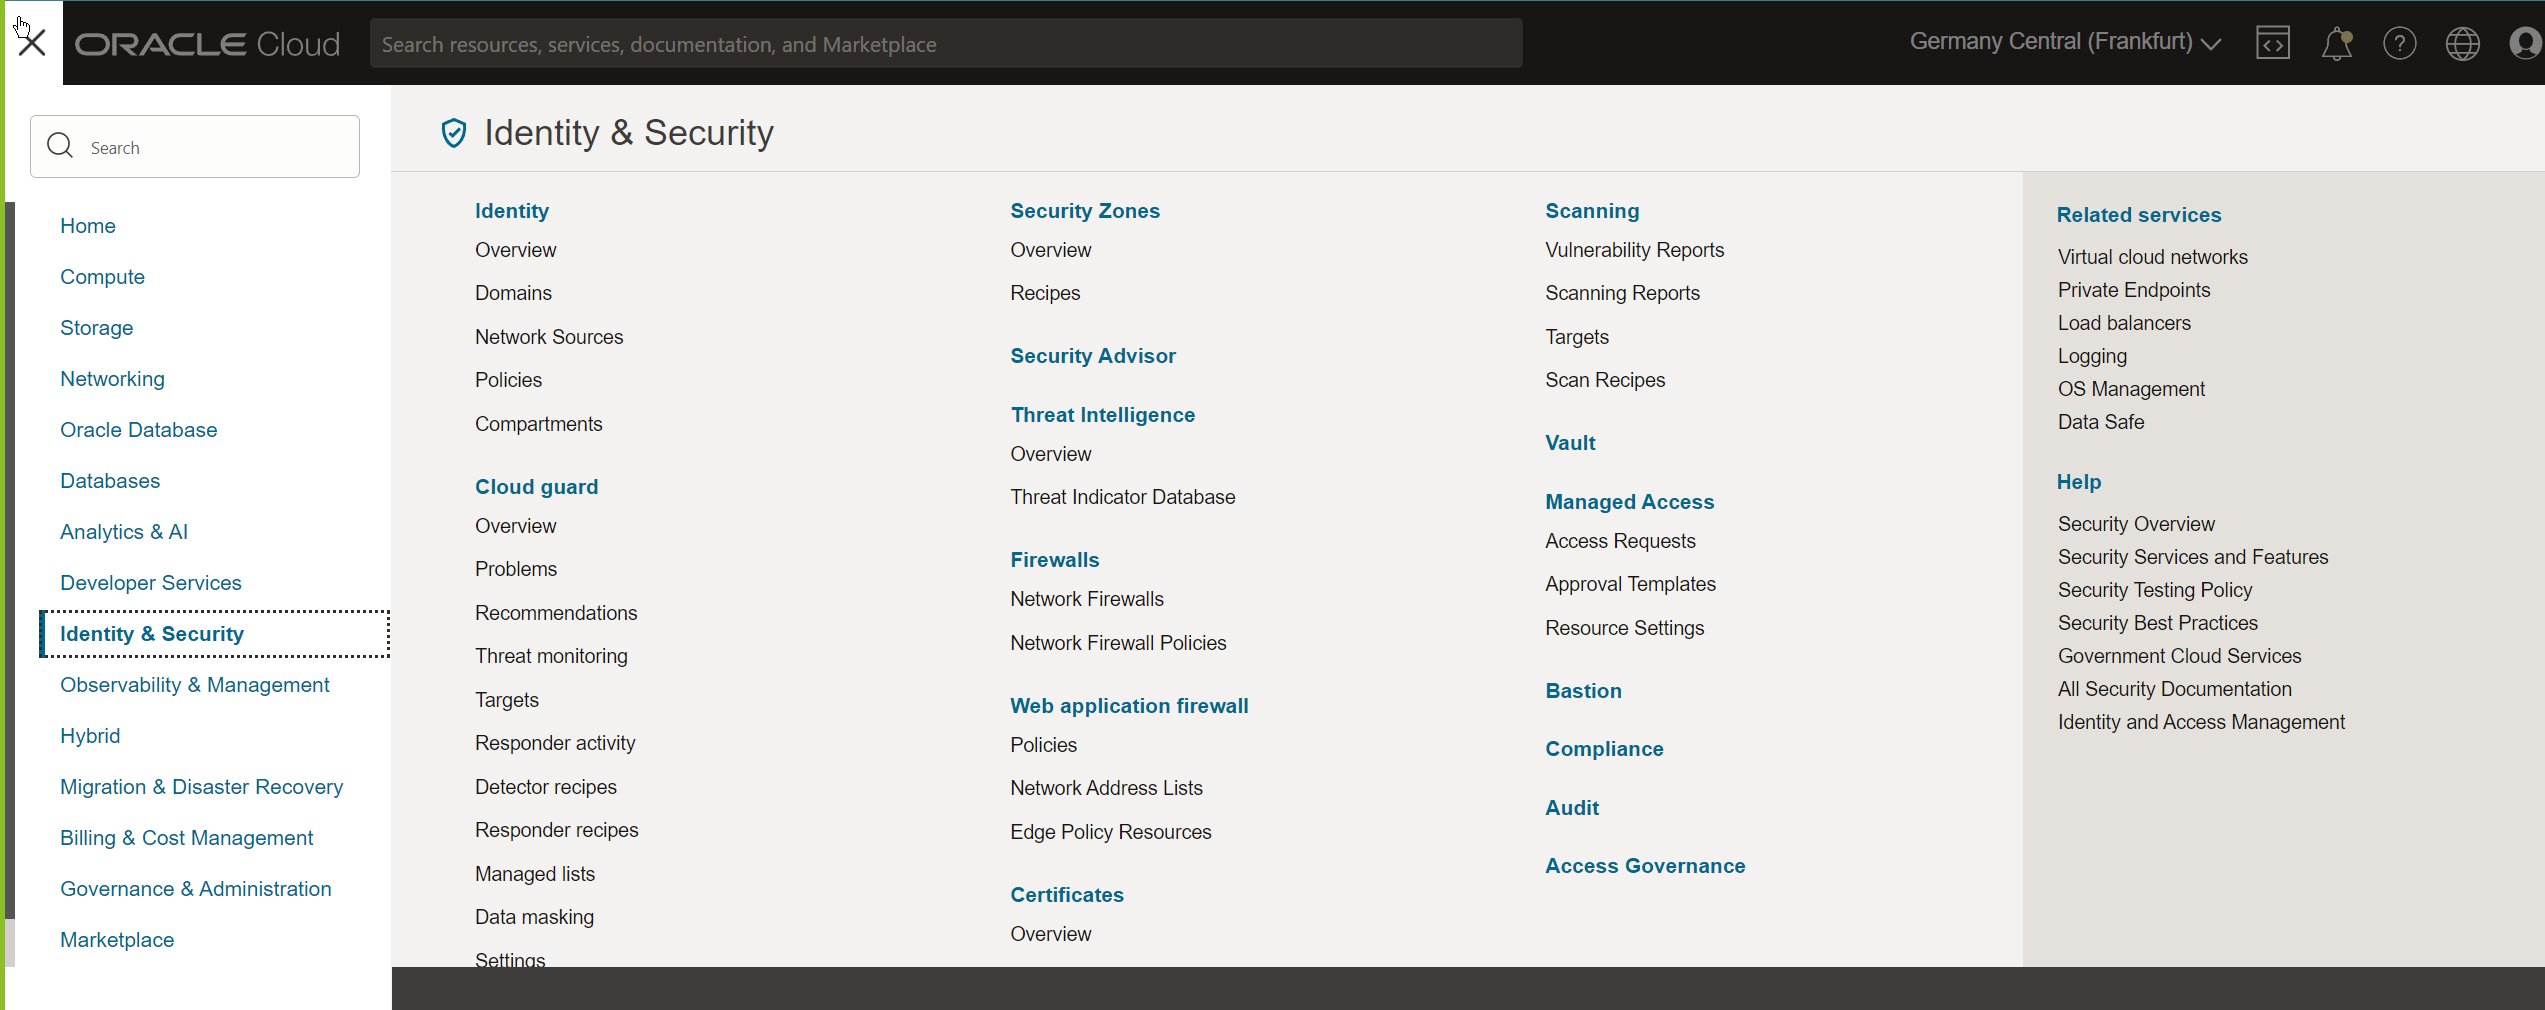 ORACLE Cloud
Search resources, services, documentation, and Marketplace
Germany Central (Frankfurt)
Search
Home
Compute
Storage
Networking
Oracle Database
Databases
Analytics & AI
Developer Services
Identity & Security
Observability & Management
Hybrid
Migration & Disaster Recovery
Billing & Cost Management
Governance & Administration
Marketplace
Identity & Security
Identity
Overview
Domains
Network Sources
Policies
Compartments
Cloud guard
Overview
Problems
Recommendations
Threat monitoring
Targets
Responder activity
Detector recipes
Responder recipes
Managed lists
Data masking
Settings
Security Zones
Overview
Recipes
Security Advisor
Threat Intelligence
Overview
Threat Indicator Database
Firewalls
Network Firewalls
Network Firewall Policies
Web application firewall
Policies
Network Address Lists
Edge Policy Resources
Certificates
Overview
Scanning
Vulnerability Reports
Scanning Reports
Targets
Scan Recipes
Vault
Managed Access
Access Requests
Approval Templates
Resource Settings
Bastion
Compliance
Audit
Access Governance
Related services
Virtual cloud networks
Private Endpoints
Load balancers
Logging
OS Management
Data Safe
Help
Security Overview
Security Services and Features
Security Testing Policy
Security Best Practices
Government Cloud Services
All Security Documentation
Identity and Access Management